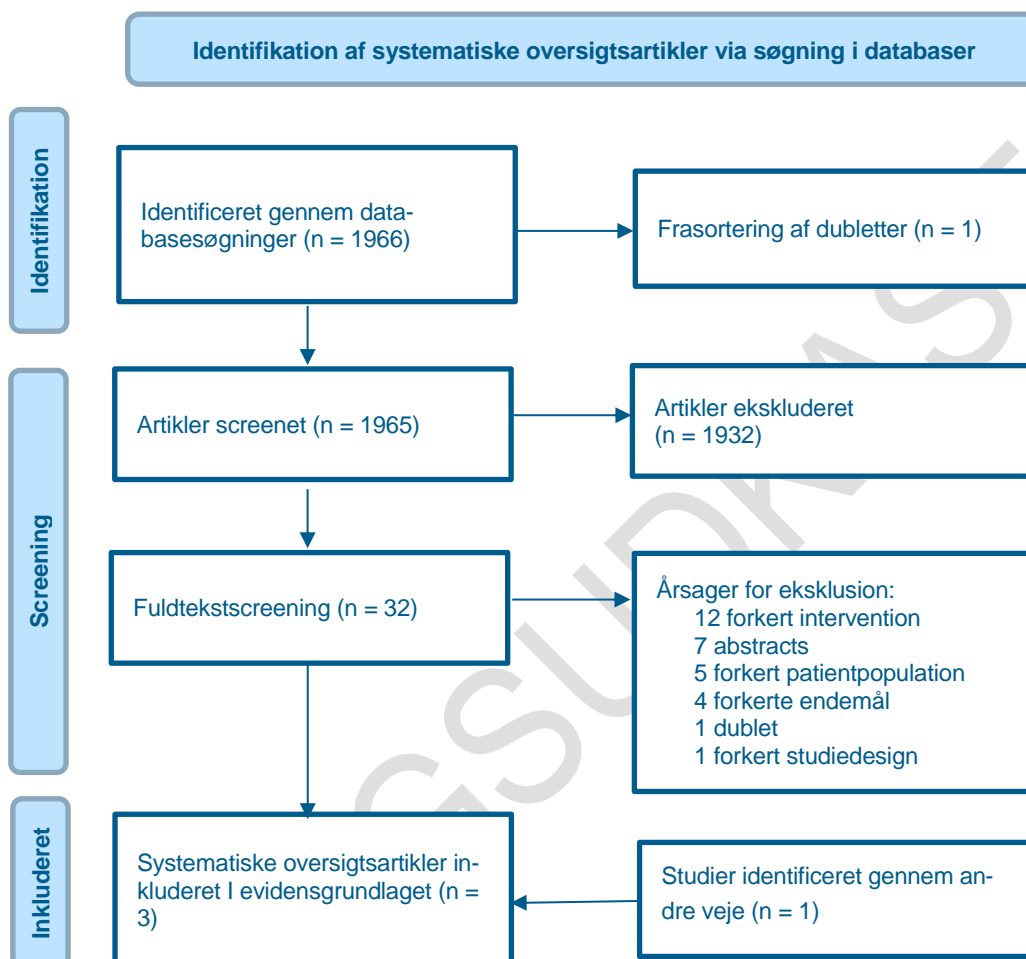 Identifikation af systematiske oversigtsartikler via søgning i databaser
Identifikation
Identificeret gennem data-
basesøgninger (n = 1966)
Frasortering af dubletter (n = 1)
Screening
Artikler screenet (n = 1965)
Artikler ekskluderet
(n = 1932)
Fuldtekstscreening (n = 32)
Årsager for eksklusion:
12 forkert intervention
7 abstracts
5 forkert patientpopulation
4 forkerte endemål
1 dublet
1 forkert studiedesign
Inkluderet
Systematiske oversigtsartikler in-
kluderet I evidensgrundlaget (n =
3)
Studier identificeret gennem an-
dre veje (n = 1)
GSUDKAST